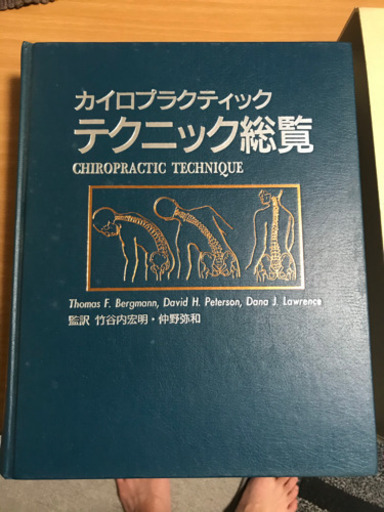 カイロプラクティック
テクニック総覧
CHIROPRACTIC TECHNIQUE
Thomas F. Bergmann, David H. Peterson, Dana J. Lawrence
監訳 竹谷内宏明・仲野弥和